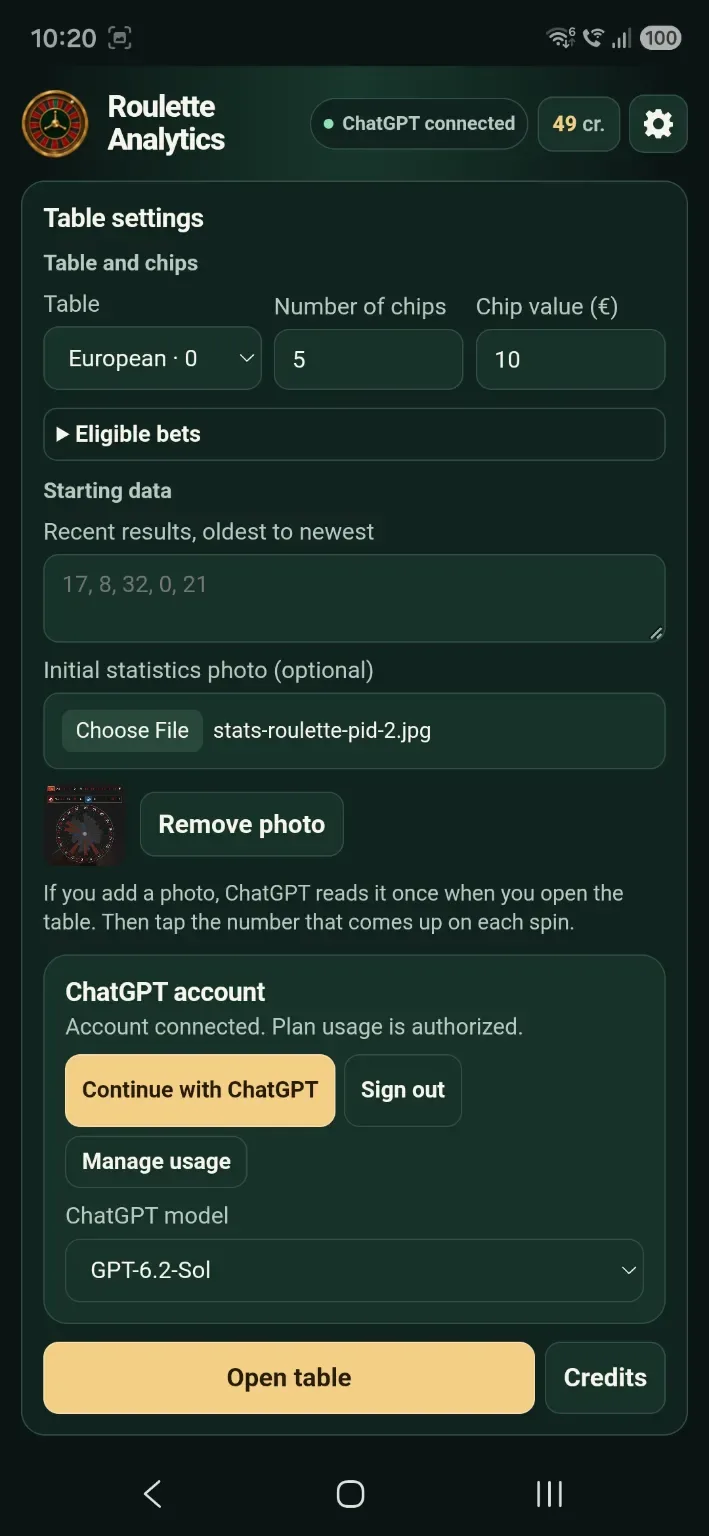 10:20
6
100
Roulette
Analytics
ChatGPT connected
49 cr.
Table settings
Table and chips
Table
Number of chips
Chip value (€)
European · 0
5
10
Eligible bets
Starting data
Recent results, oldest to newest
17, 8, 32, 0, 21
Initial statistics photo (optional)
Choose File
stats-roulette-pid-2.jpg
Remove photo
If you add a photo, ChatGPT reads it once when you open the
table. Then tap the number that comes up on each spin.
ChatGPT account
Account connected. Plan usage is authorized.
Continue with ChatGPT
Sign out
Manage usage
ChatGPT model
GPT-6.2-Sol
Open table
Credits